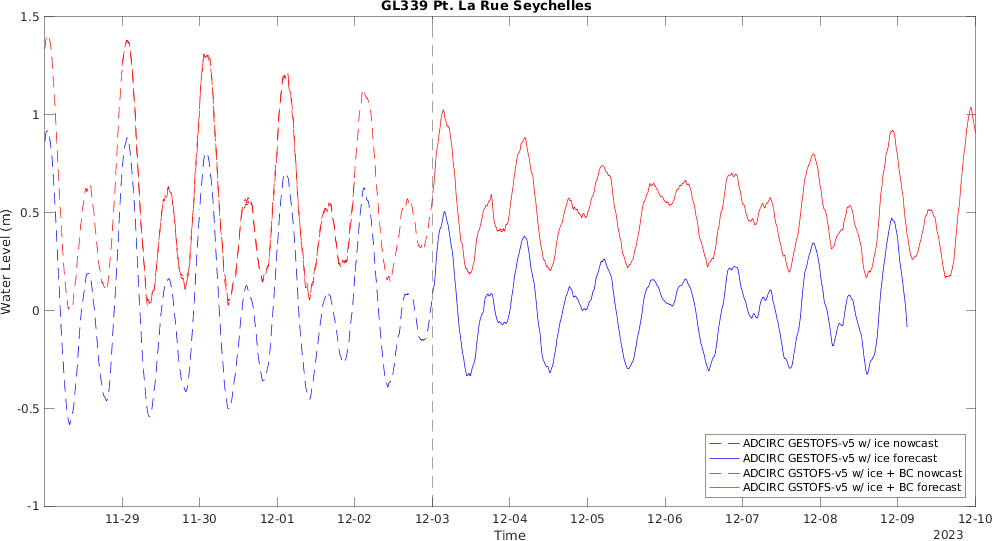 GL339 Pt. La Rue Seychelles
Water Level (m)
1.5
1
0.5
0
-0.5
-1
11-29 11-30 12-01 12-02 12-03 12-04 12-05 12-06 12-07 12-08 12-09 12-10
Time
2023
ADCIRC GESTOFS-v5 w/ ice nowcast
ADCIRC GESTOFS-v5 w/ ice forecast
ADCIRC GSTOFS-v5 w/ ice + BC nowcast
ADCIRC GSTOFS-v5 w/ ice + BC forecast